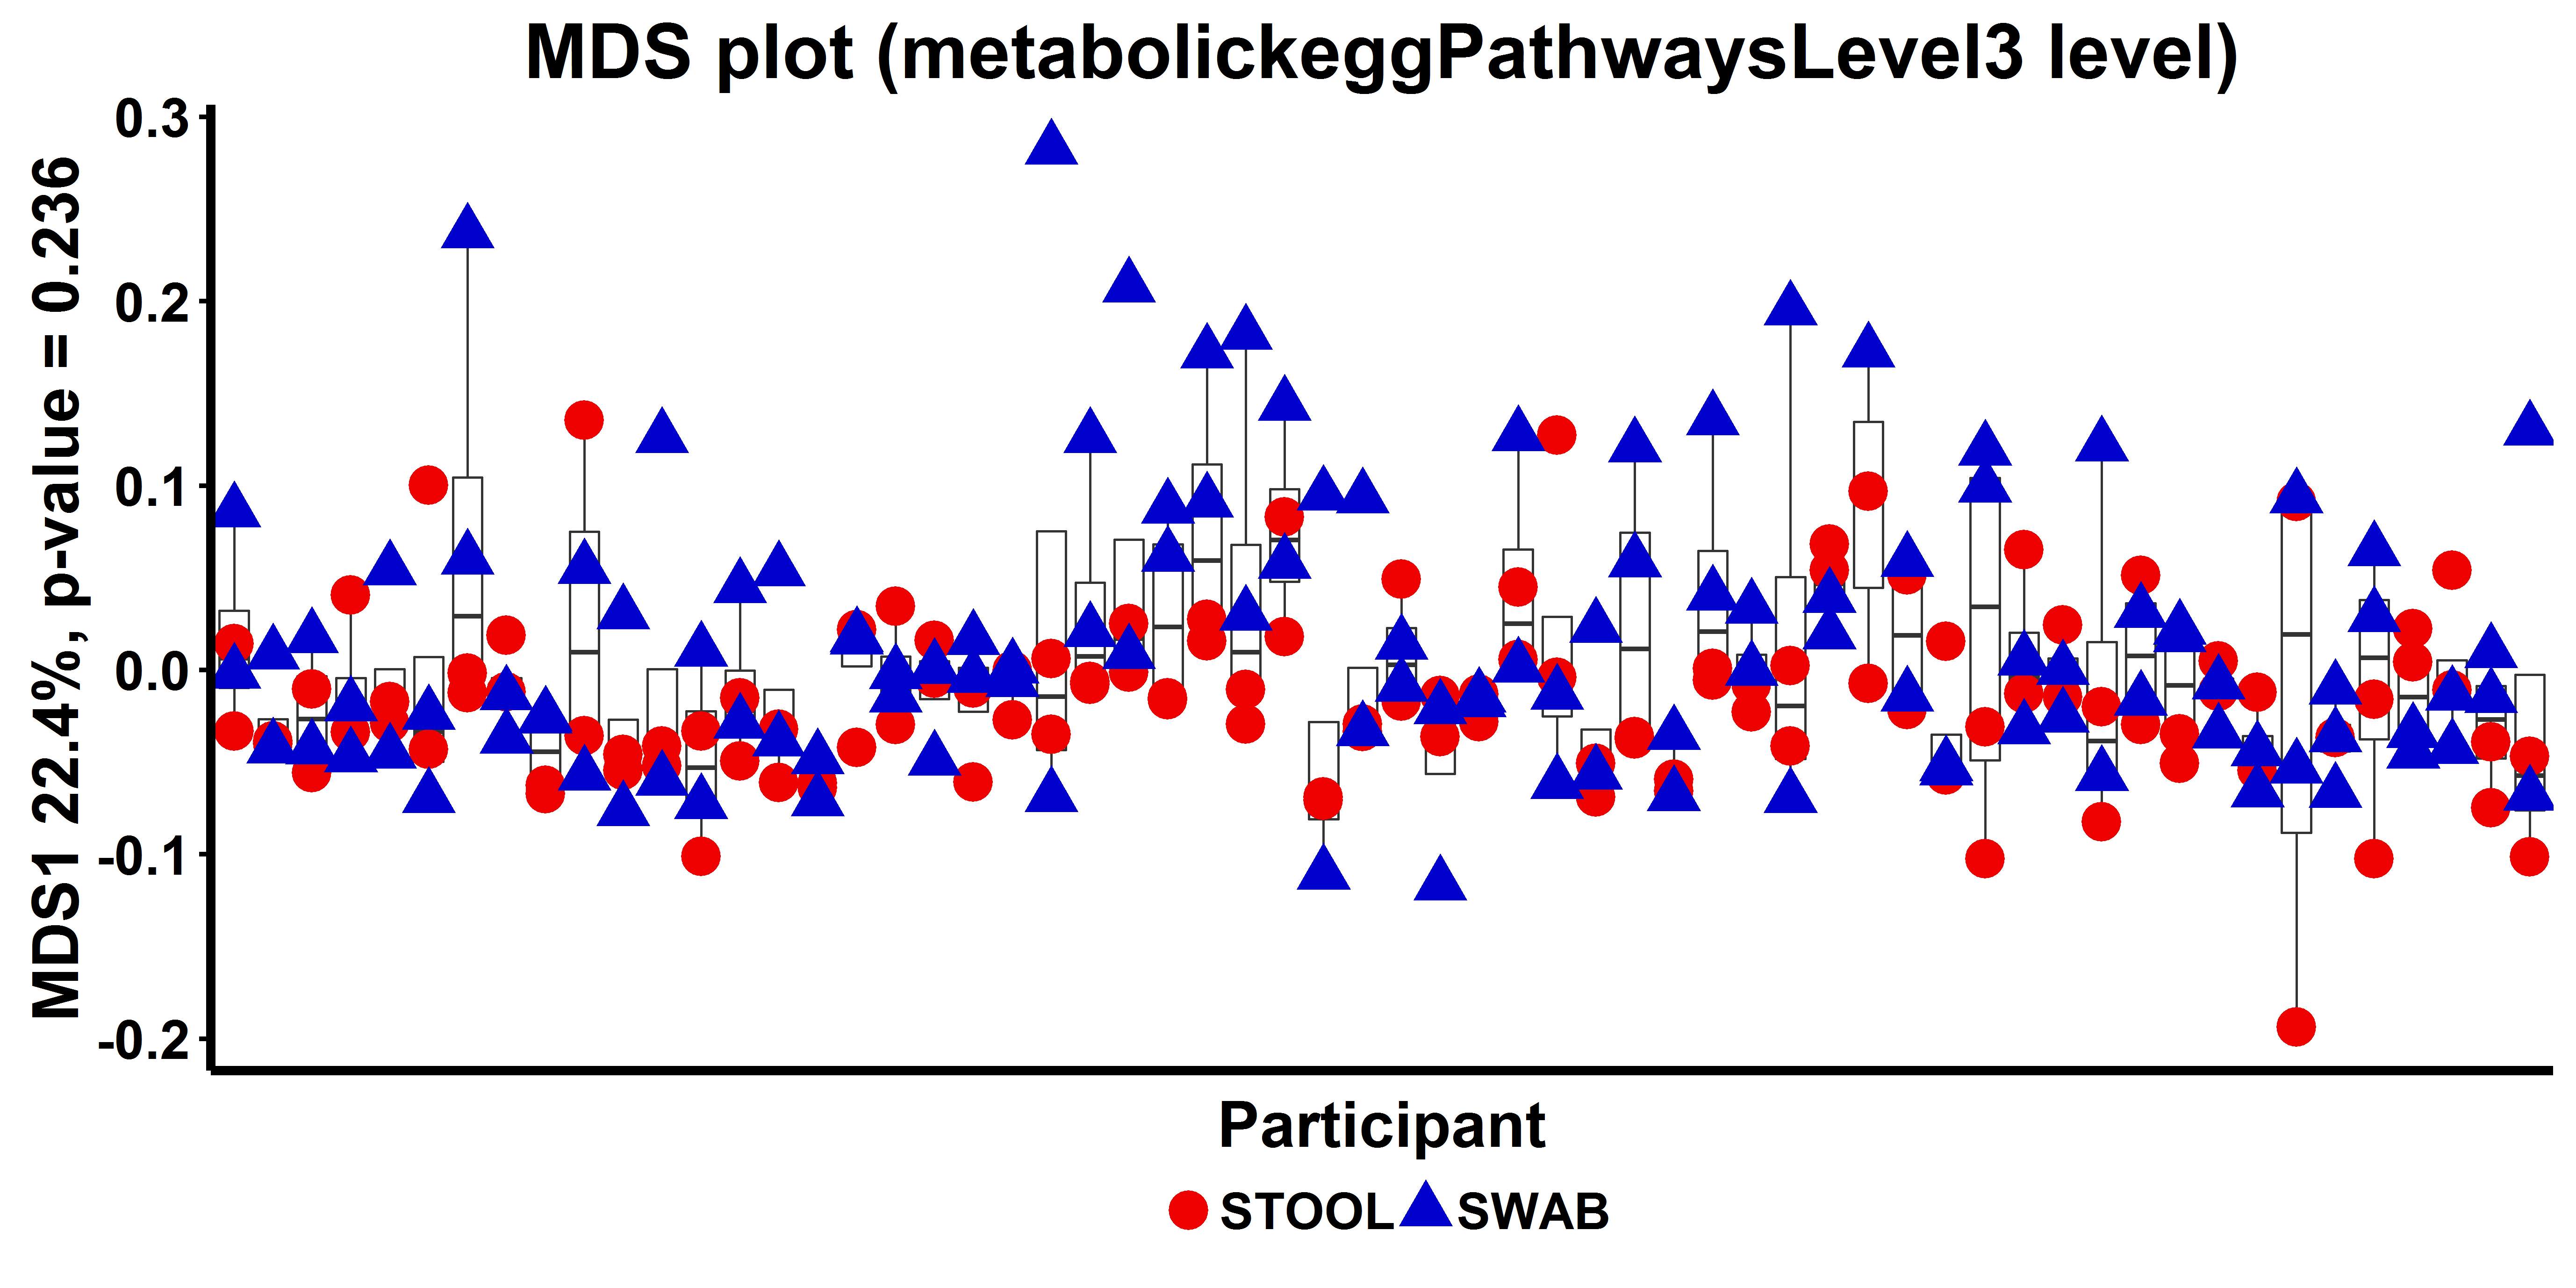 MDS plot (metabolickeggPathwaysLevel3 level)
MDS1 22.4%, p-value = 0.236
0.3
0.2
0.1
0.0
-0.1
-0.2
Participant
STOOL SWAB